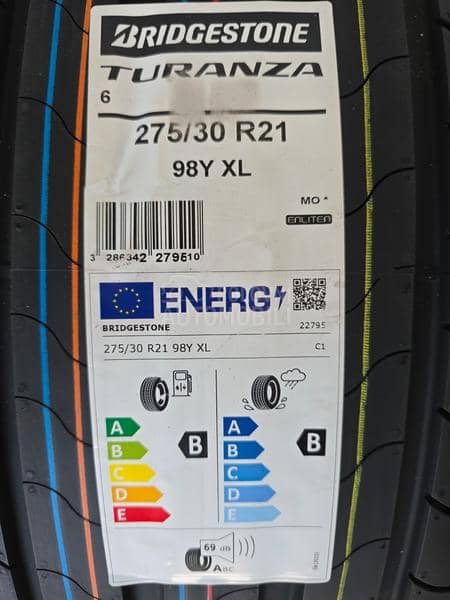 BRIDGESTONE
TURANZA
6
275/30 R21
98Y XL
MO *
ENLITEN
3 286342 279510
ENERG
BRIDGESTONE 22795
275/30 R21 98Y XL C1
A
B
C
D
E
B
A
B
C
D
E
B
69 dB
ABC